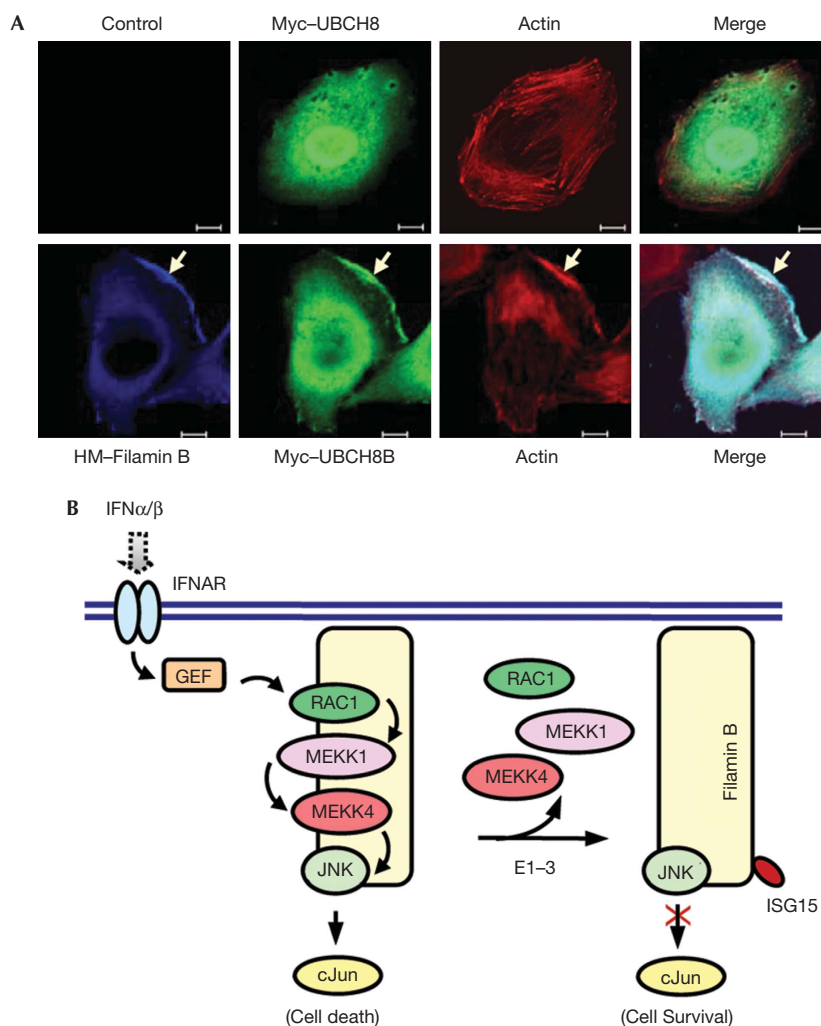 A
Control Myc–UBCH8 Actin Merge
HM–Filamin B Myc–UBCH8B Actin Merge
B
IFNα/β
IFNAR
GEF
RAC1
MEKK1
MEKK4
JNK
cJun
(Cell death)
RAC1
MEKK1
MEKK4
E1–3
Filamin B
JNK
ISG15
cJun
(Cell Survival)